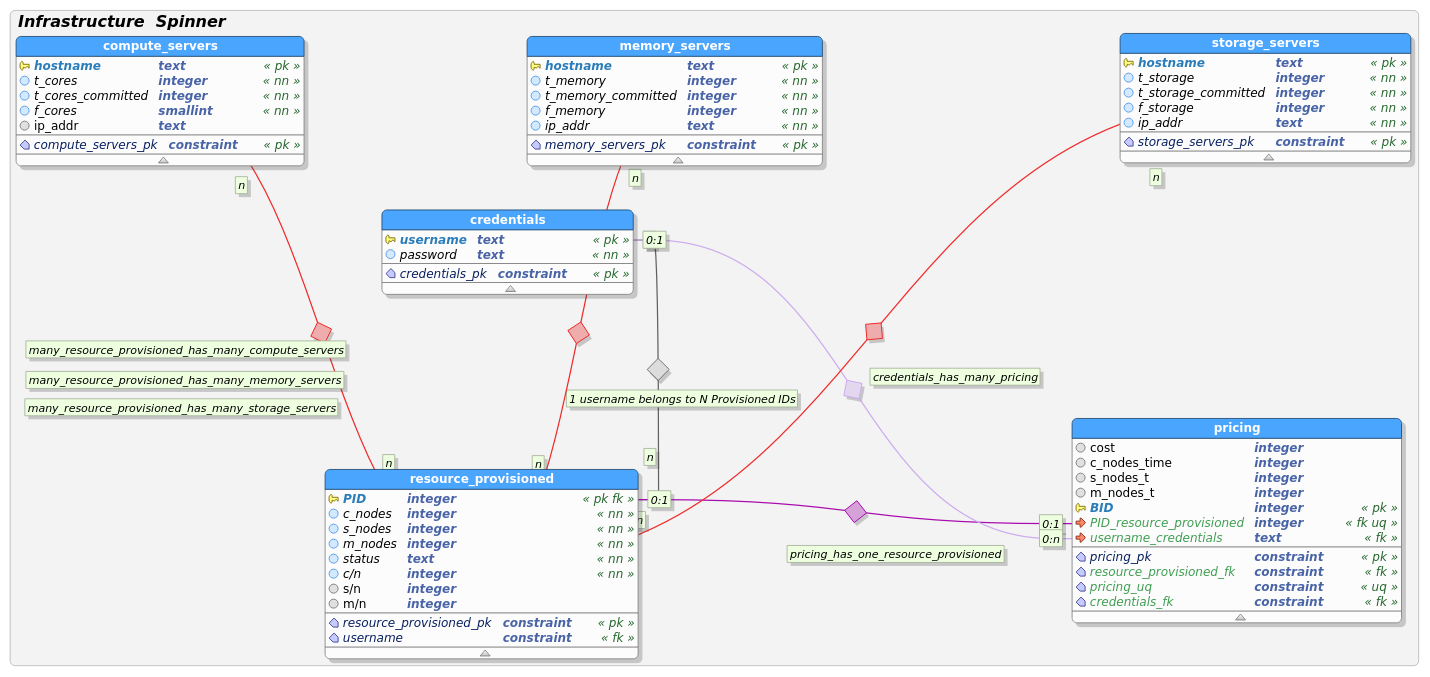 Infrastructure Spinner
compute_servers
hostname text « pk »
t_cores integer « nn »
t_cores_committed integer « nn »
f_cores smallint « nn »
ip_addr text
compute_servers_pk constraint « pk »
n
memory_servers
hostname text « pk »
t_memory integer « nn »
t_memory_committed integer « nn »
f_memory integer « nn »
ip_addr text « nn »
memory_servers_pk constraint « pk »
n
storage_servers
hostname text « pk »
t_storage integer « nn »
t_storage_committed integer « nn »
f_storage integer « nn »
ip_addr text « nn »
storage_servers_pk constraint « pk »
n
credentials
username text « pk »
password text « nn »
credentials_pk constraint « pk »
0:1
many_resource_provisioned_has_many_compute_servers
many_resource_provisioned_has_many_memory_servers
many_resource_provisioned_has_many_storage_servers
1 username belongs to N Provisioned IDs
credentials_has_many_pricing
n
n
n
resource_provisioned
PID integer « pk fk »
c_nodes integer « nn »
s_nodes integer « nn »
m_nodes integer « nn »
status text « nn »
c/n integer « nn »
s/n integer
m/n integer
resource_provisioned_pk constraint « pk »
username constraint « fk »
0:1
n
pricing_has_one_resource_provisioned
0:1
0:n
pricing
cost integer
c_nodes_time integer
s_nodes_t integer
m_nodes_t integer
BID integer « pk »
PID_resource_provisioned integer « fk uq »
username_credentials text « fk »
pricing_pk constraint « pk »
resource_provisioned_fk constraint « fk »
pricing_uq constraint « uq »
credentials_fk constraint « fk »